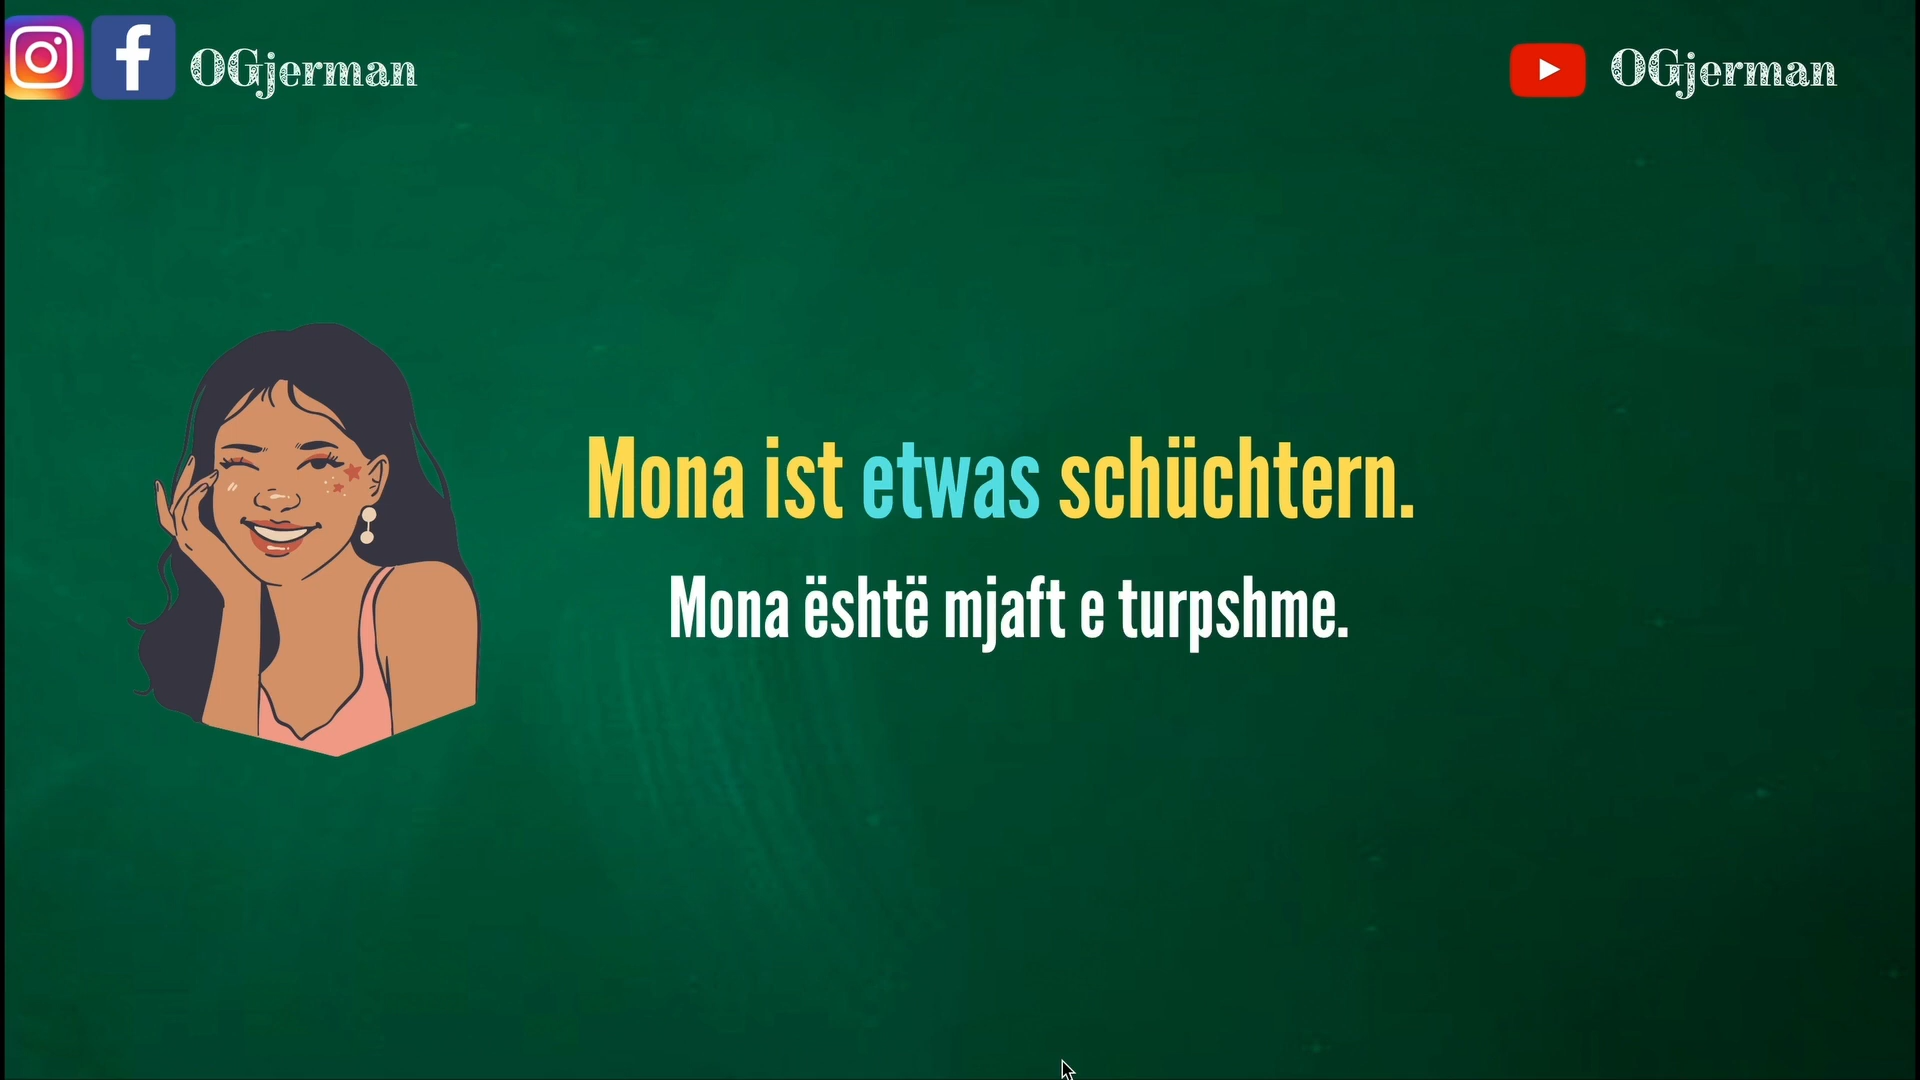 OGjerman
OGjerman
Mona ist etwas schüchtern.
Mona është mjaft e turpshme.